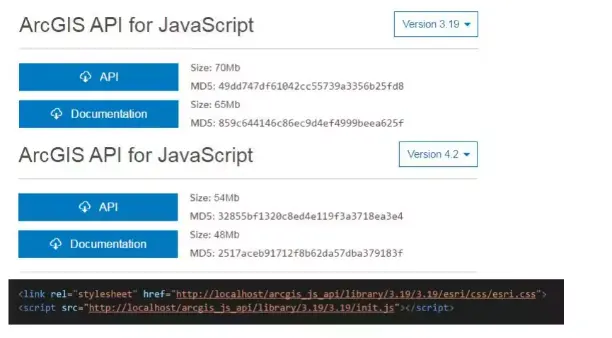 ArcGIS API for JavaScript
Version 3.19
API
Size: 70Mb
MD5: 49dd747df61042cc55739a3356b25fd8
Documentation
Size: 65Mb
MD5: 859c644146c86ec9d4ef4999beea625f
ArcGIS API for JavaScript
Version 4.2
API
Size: 54Mb
MD5: 32855bf1320c8ed4e119f3a3718ea3e4
Documentation
Size: 48Mb
MD5: 2517aceb91712f8b62da57dba379183f
<link rel="stylesheet" href="http://localhost/arcgis_js_api/library/3.19/3.19/esri/css/esri.css">
<script src="http://localhost/arcgis_js_api/library/3.19/3.19/init.js"></script>